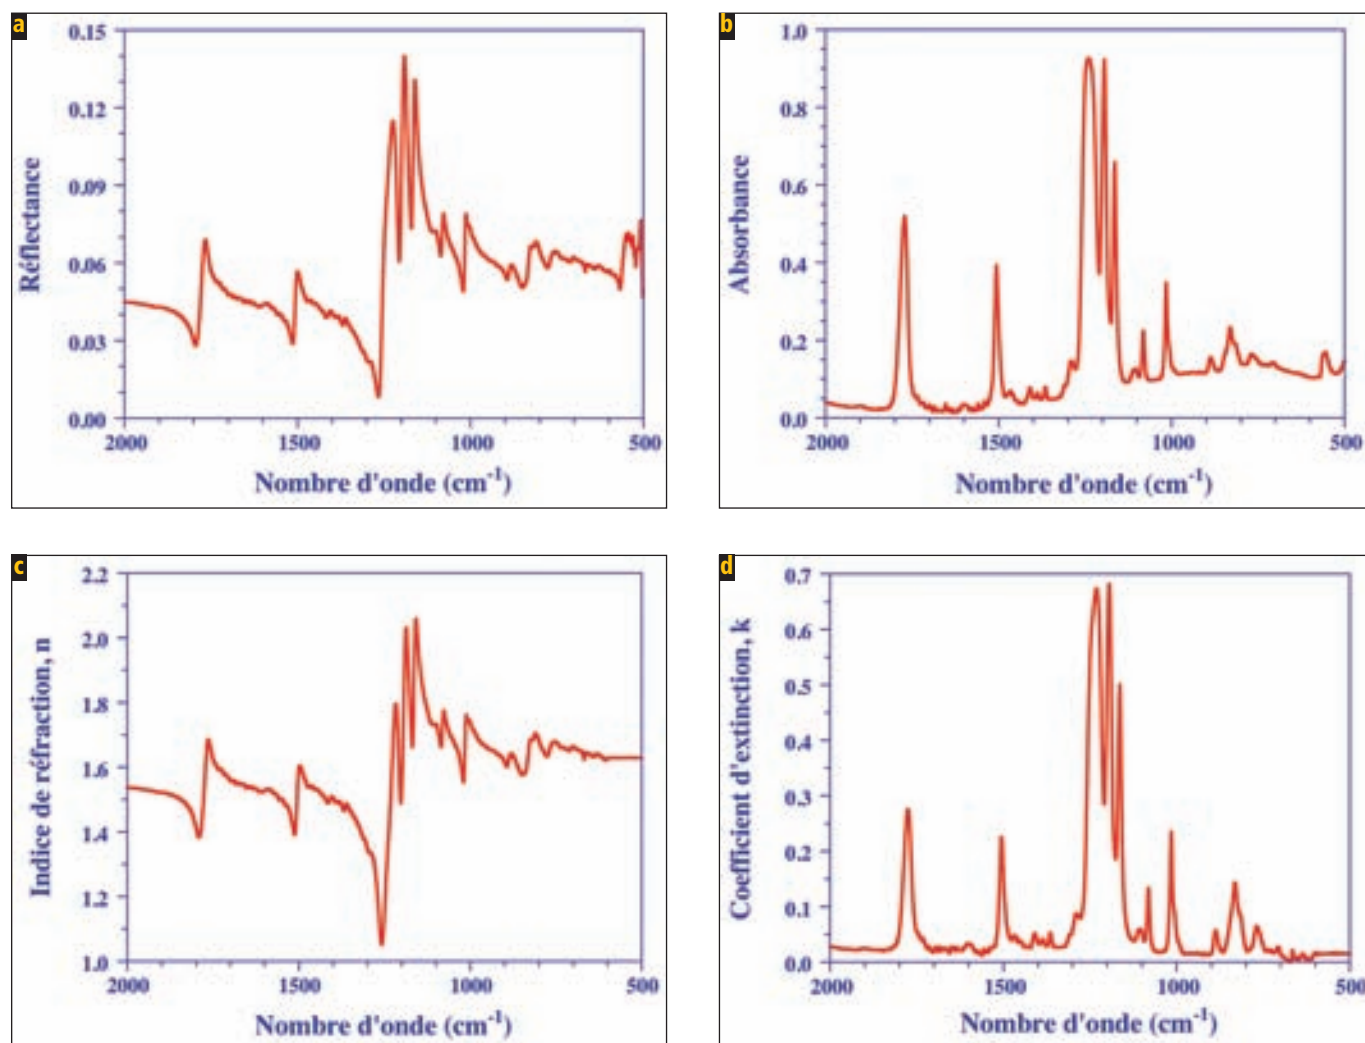 a
Réflectance
0.15
0.12
0.09
0.06
0.03
0.00
2000 1500 1000 500
Nombre d'onde (cm-1)
b
Absorbance
1.0
0.8
0.6
0.4
0.2
0.0
2000 1500 1000 500
Nombre d'onde (cm-1)
c
Indice de réfraction, n
2.2
2.0
1.8
1.6
1.4
1.2
1.0
2000 1500 1000 500
Nombre d'onde (cm-1)
d
Coefficient d'extinction, k
0.7
0.6
0.5
0.4
0.3
0.2
0.1
0.0
2000 1500 1000 500
Nombre d'onde (cm-1)